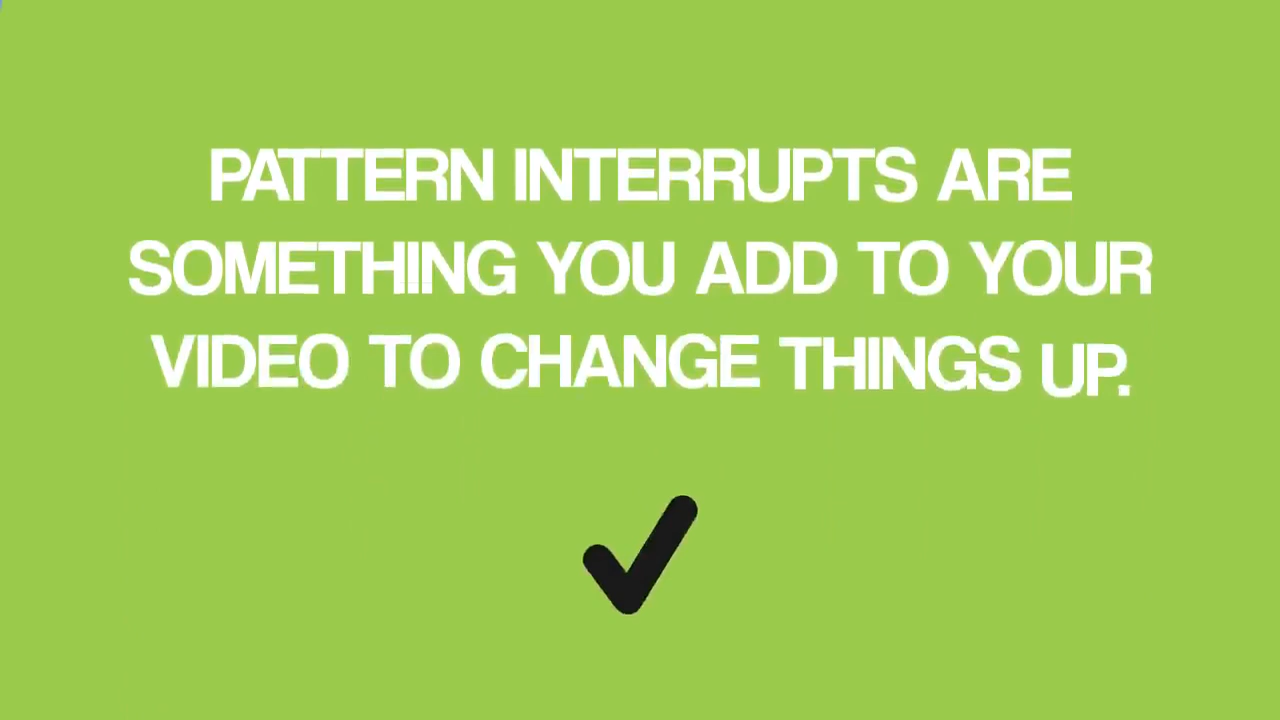 PATTERN INTERRUPTS ARE
SOMETHING YOU ADD TO YOUR
VIDEO TO CHANGE THINGS UP.